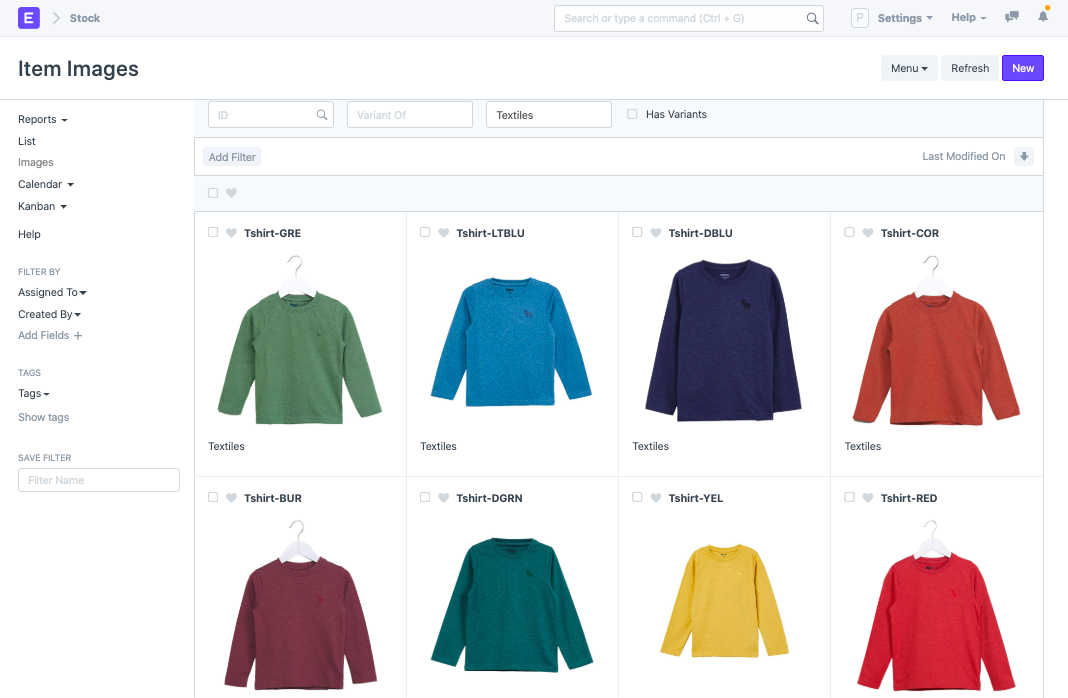 E Stock Search or type a command (Ctrl + G) P Settings Help
Item Images Menu Refresh New
Reports
List
Images
Calendar
Kanban
Help
FILTER BY
Assigned To
Created By
Add Fields +
TAGS
Tags
Show tags
SAVE FILTER
Filter Name
ID Variant Of Textiles Has Variants
Add Filter Last Modified On
Tshirt-GRE Tshirt-LTBLU Tshirt-DBLU Tshirt-COR
Textiles Textiles Textiles Textiles
Tshirt-BUR Tshirt-DGRN Tshirt-YEL Tshirt-RED